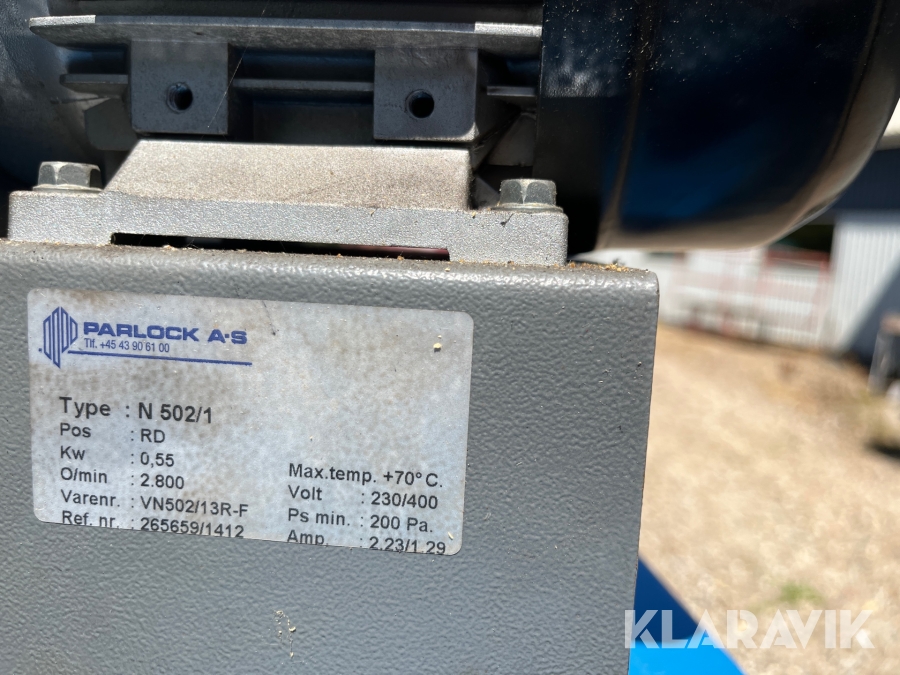 KLARAVIK
PARLOCK A·S
Tlf. +45 43 90 61 00
Type : N 502/1
Pos : RD
Kw : 0,55
O/min : 2.800
Varenr. : VN502/13R-F
Ref. nr. : 265659/1412
Max.temp. +70° C.
Volt : 230/400
Ps min. : 200 Pa.
Amp. : 2,23/1,29
KLARAVIK